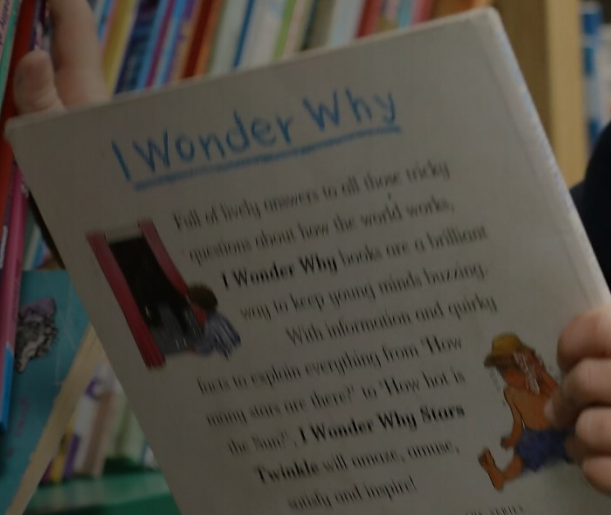 I Wonder Why
Full of lively answers to all those tricky
questions about how the world works,
I Wonder Why books are a brilliant
way to keep young minds buzzing.
With information and quirky
facts to explain everything from 'How
many stars are there?' to 'How hot is
the Sun?', I Wonder Why Stars
Twinkle will amaze, amuse,
satisfy and inspire!
SERIES